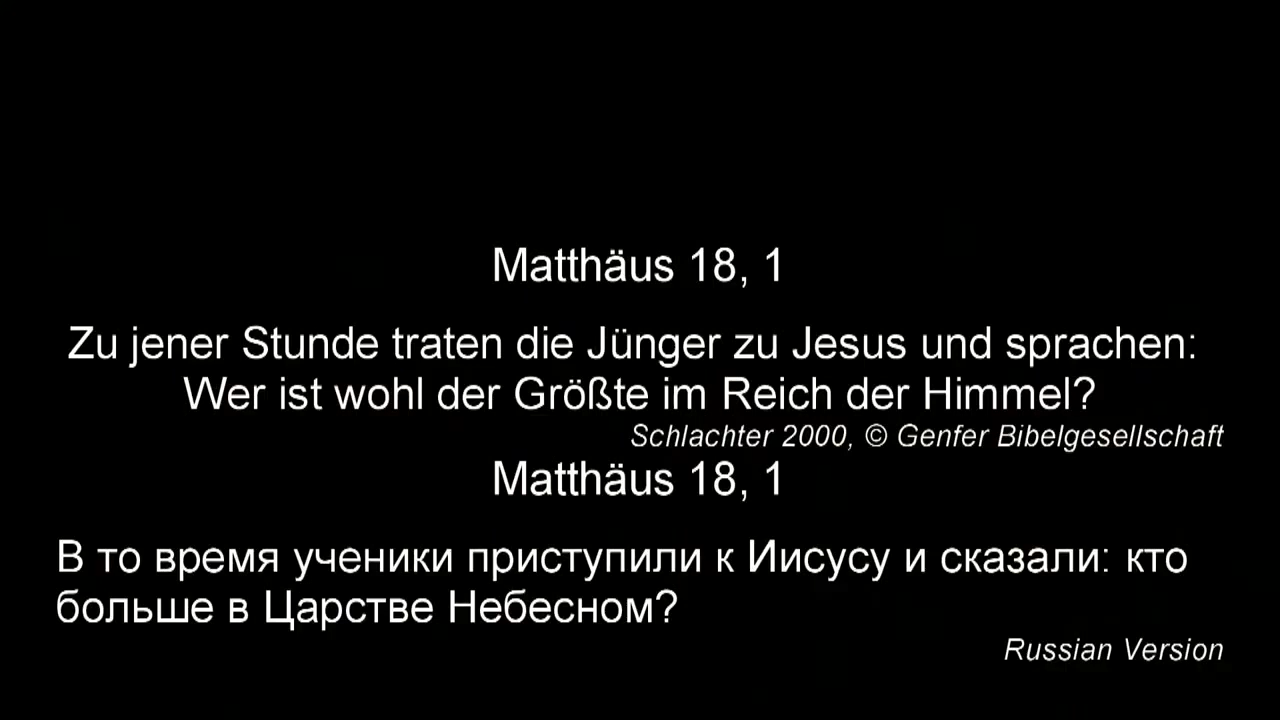 Matthäus 18, 1
Zu jener Stunde traten die Jünger zu Jesus und sprachen:
Wer ist wohl der Größte im Reich der Himmel?
Schlachter 2000, © Genfer Bibelgesellschaft
Matthäus 18, 1
В то время ученики приступили к Иисусу и сказали: кто
больше в Царстве Небесном?
Russian Version